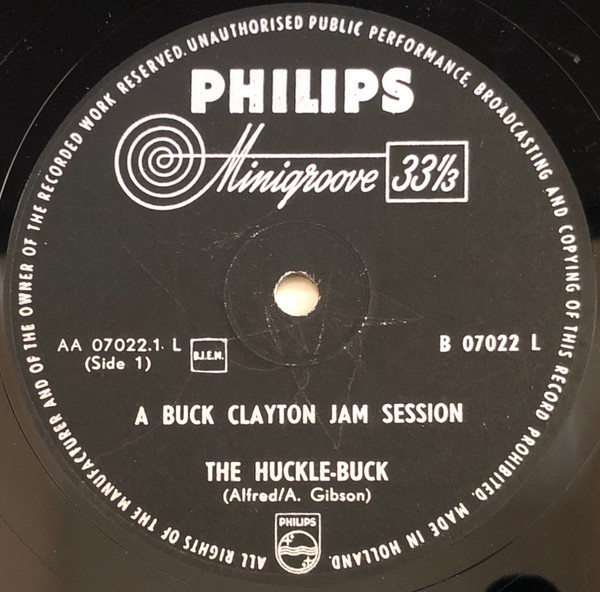 ALL RIGHTS OF THE MANUFACTURER AND OF THE OWNER OF THE RECORDED WORK RESERVED. UNAUTHORISED PUBLIC PERFORMANCE, BROADCASTING AND COPYING OF THIS RECORD PROHIBITED. MADE IN HOLLAND.
PHILIPS
Minigroove 33⅓
AA 07022.1 L B.I.E.M. B 07022 L
(Side 1)
A BUCK CLAYTON JAM SESSION
THE HUCKLE-BUCK
(Alfred/A. Gibson)
PHILIPS